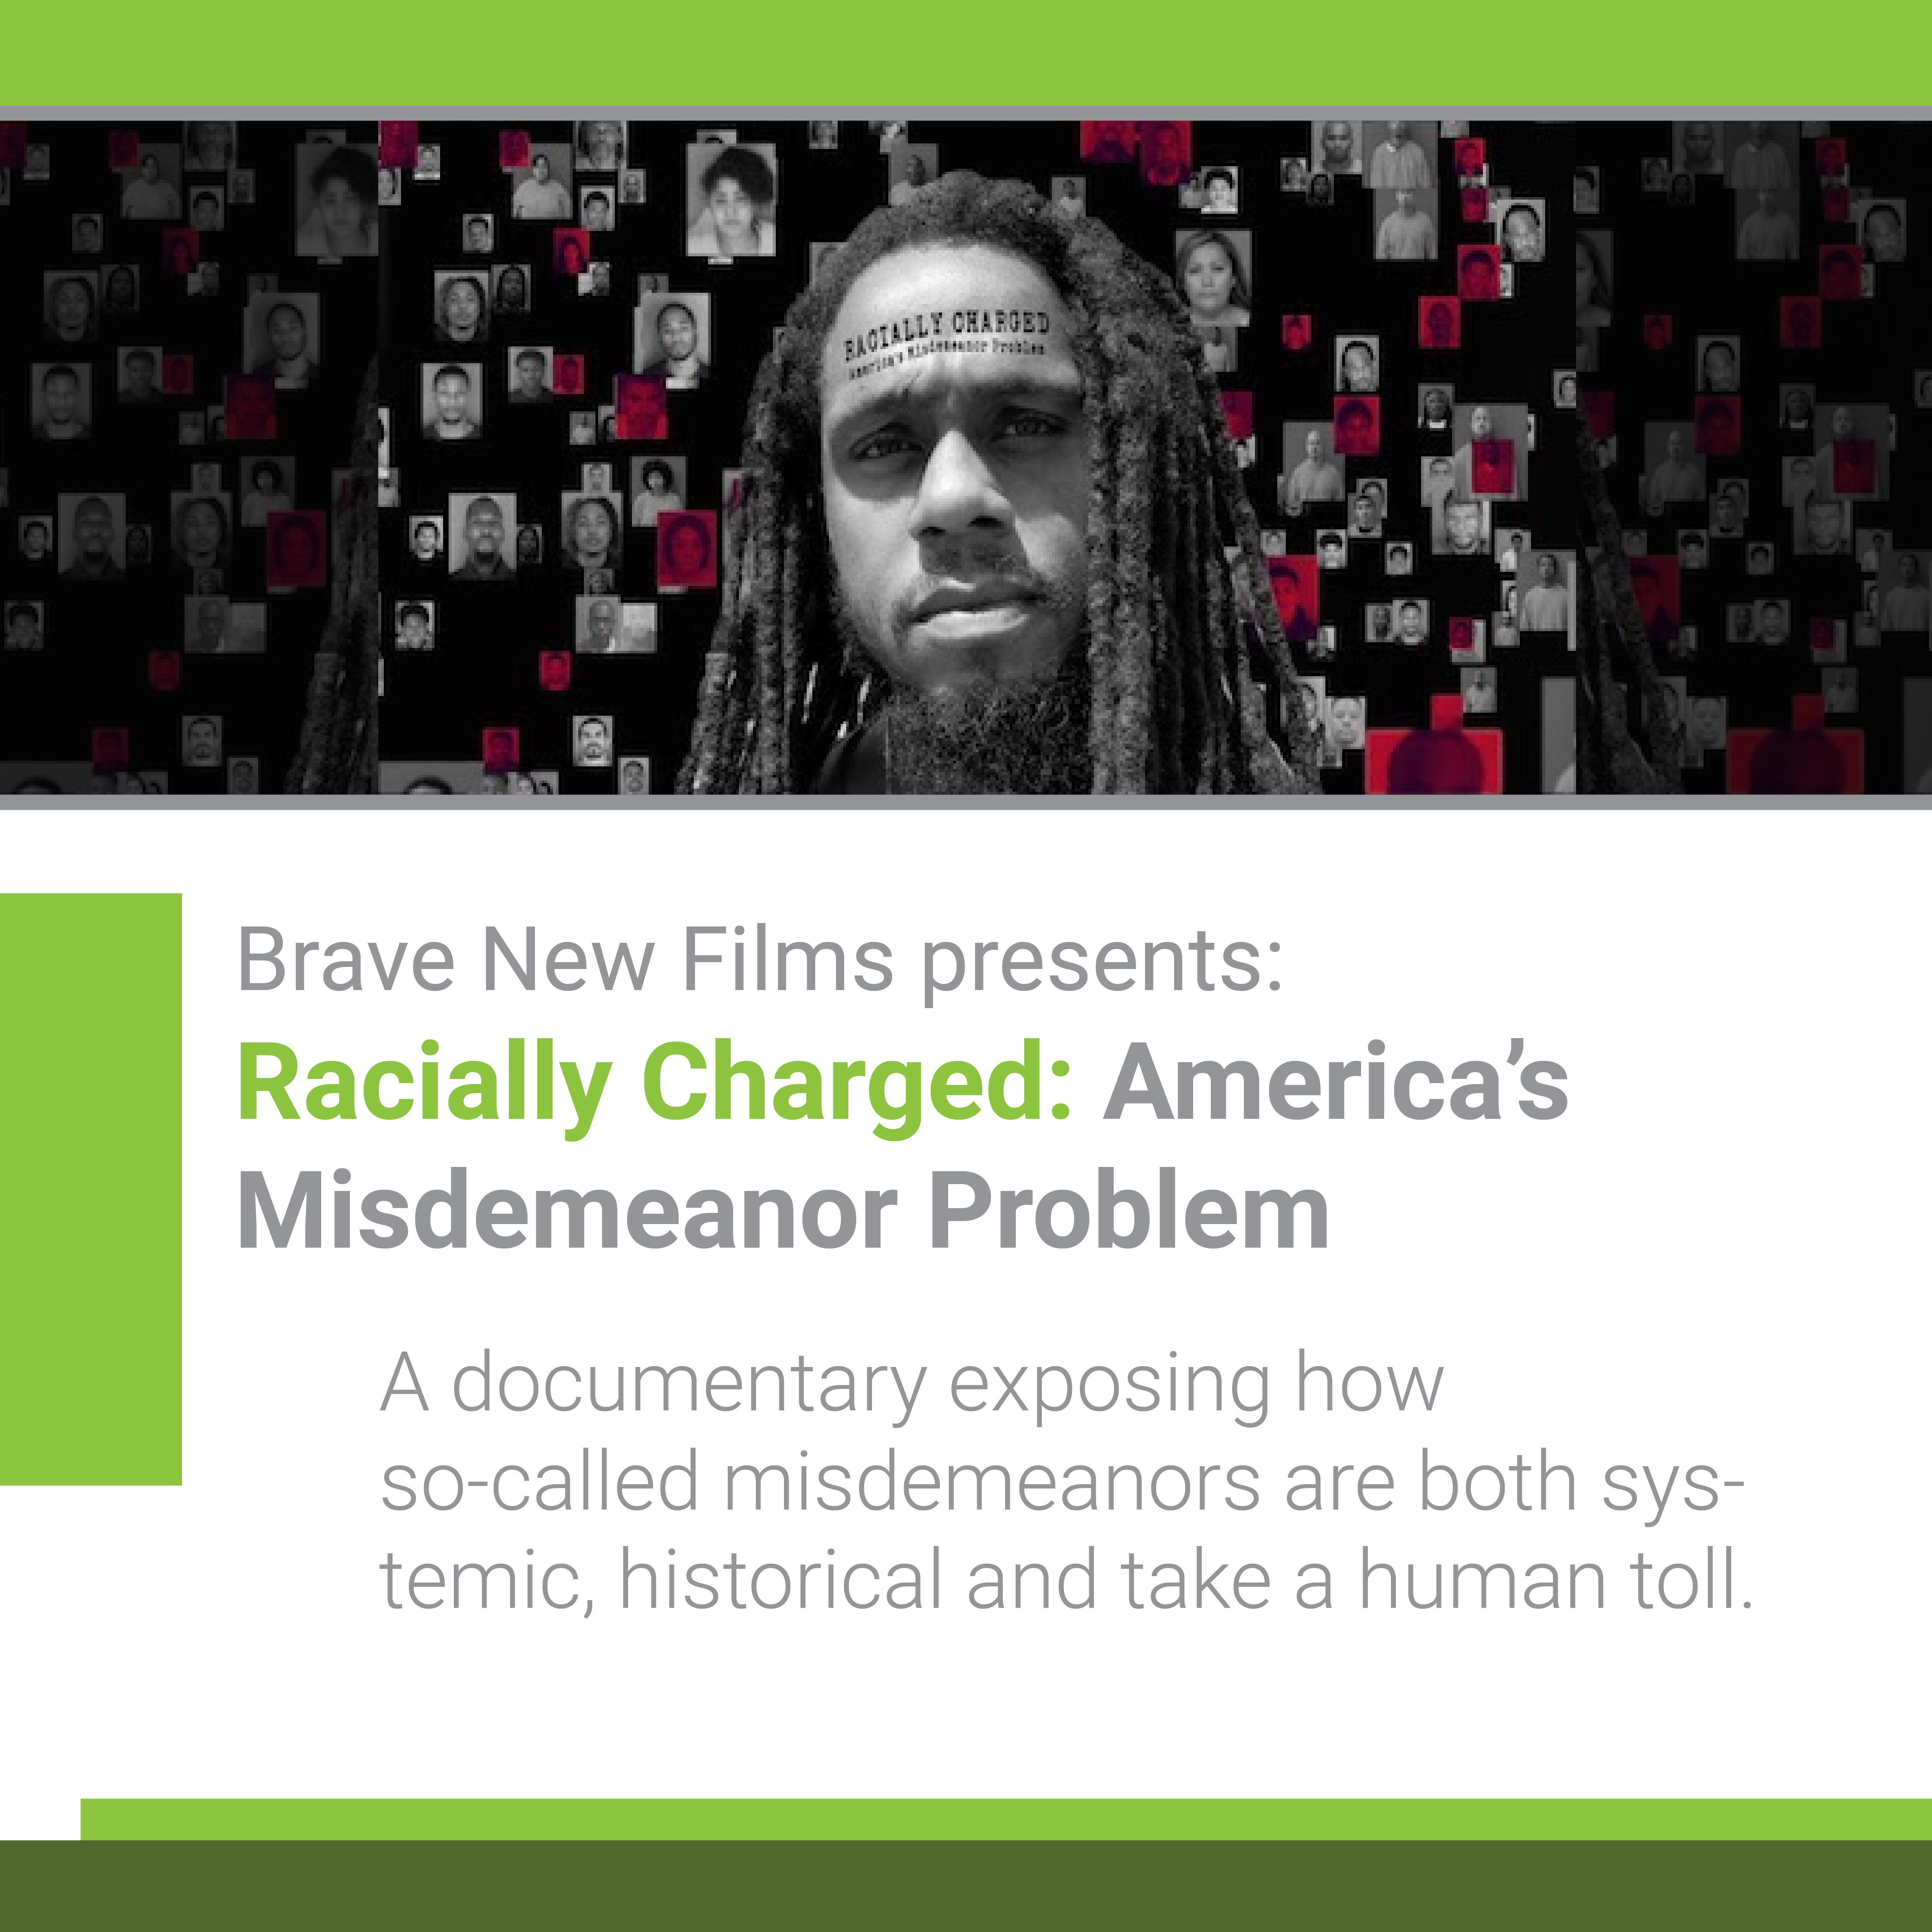 RACIALLY CHARGED
America's Misdemeanor Problem
Brave New Films presents:
Racially Charged: America’s
Misdemeanor Problem
A documentary exposing how
so-called misdemeanors are both sys-
temic, historical and take a human toll.